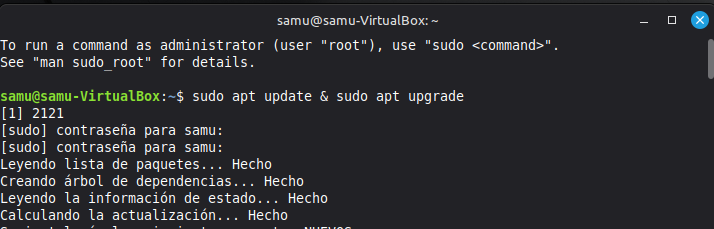 samu@samu-VirtualBox: ~
To run a command as administrator (user "root"), use "sudo <command>".
See "man sudo_root" for details.
samu@samu-VirtualBox:~$ sudo apt update & sudo apt upgrade
[1] 2121
[sudo] contraseña para samu:
[sudo] contraseña para samu:
Leyendo lista de paquetes... Hecho
Creando árbol de dependencias... Hecho
Leyendo la información de estado... Hecho
Calculando la actualización... Hecho